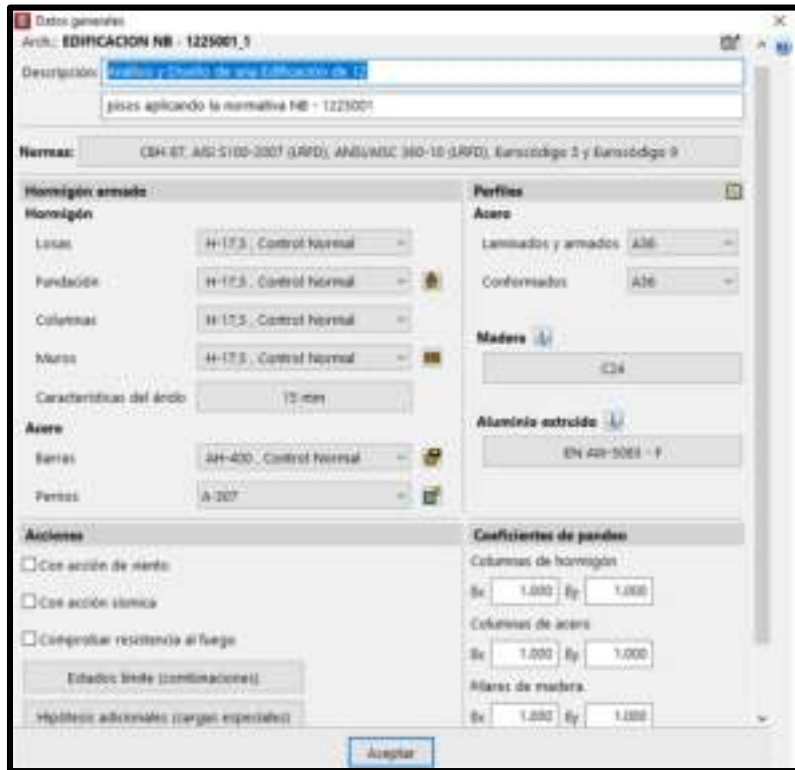 Datos generales
Arch.: EDIFICACION NB - 1225001_1
Descripción: Análisis y Diseño de una Edificación de 12
pisos aplicando la normativa NB - 1225001
Normas: CBH 87, AISI S100-2007 (LRFD), ANSI/AISC 360-10 (LRFD), Eurocódigo 5 y Eurocódigo 9
Hormigón armado
Hormigón
Losas H-17,5 , Control Normal
Fundación H-17,5 , Control Normal
Columnas H-17,5 , Control Normal
Muros H-17,5 , Control Normal
Características del árido 15 mm
Acero
Barras AH-400 , Control Normal
Pernos A-307
Perfiles
Acero
Laminados y armados A36
Conformados A36
Madera
C24
Aluminio extruido
EN AW-5083 - F
Acciones
Con acción de viento
Con acción sísmica
Comprobar resistencia al fuego
Estados límite (combinaciones)
Hipótesis adicionales (cargas especiales)
Coeficientes de pandeo
Columnas de hormigón
Bx 1.000 By 1.000
Columnas de acero
Bx 1.000 By 1.000
Pilares de madera
Bx 1.000 By 1.000
Aceptar